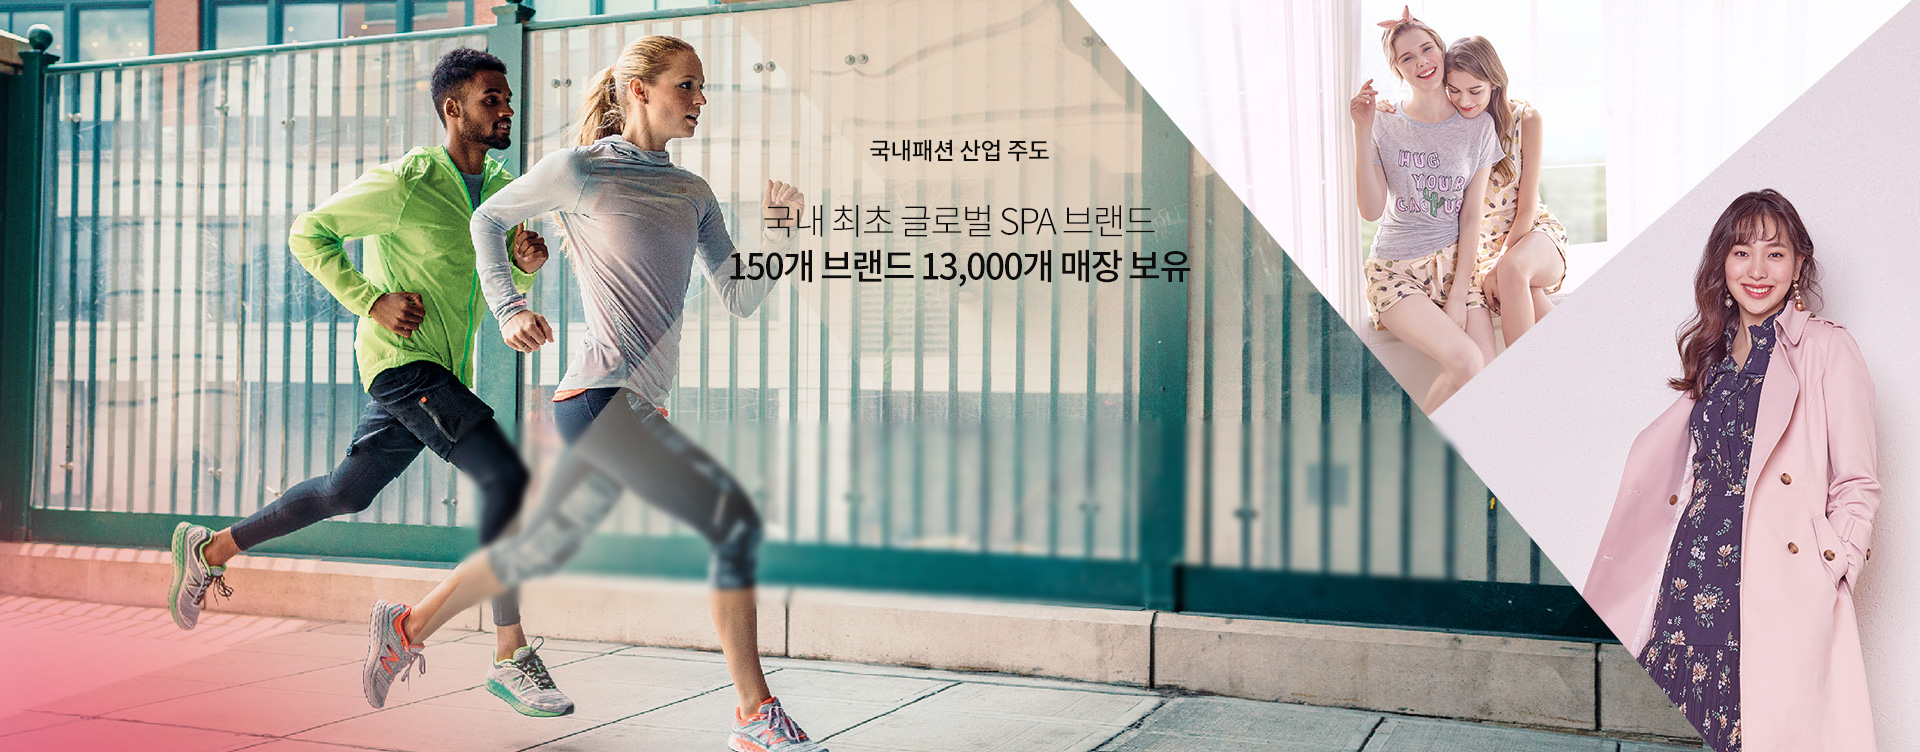 국내패션 산업 주도
국내 최초 글로벌 SPA 브랜드
150개 브랜드 13,000개 매장 보유
HUG
YOUR
CACTUS